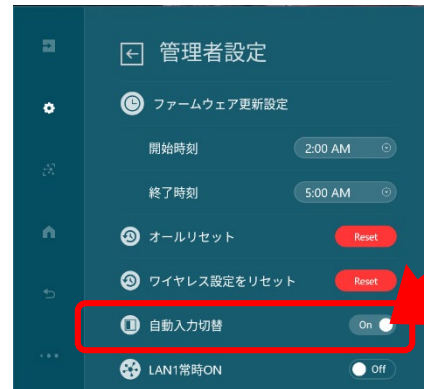 管理者設定
ファームウェア更新設定
開始時刻 2:00 AM
終了時刻 5:00 AM
オールリセット Reset
ワイヤレス設定をリセット Reset
自動入力切替 On
LAN1常時ON Off